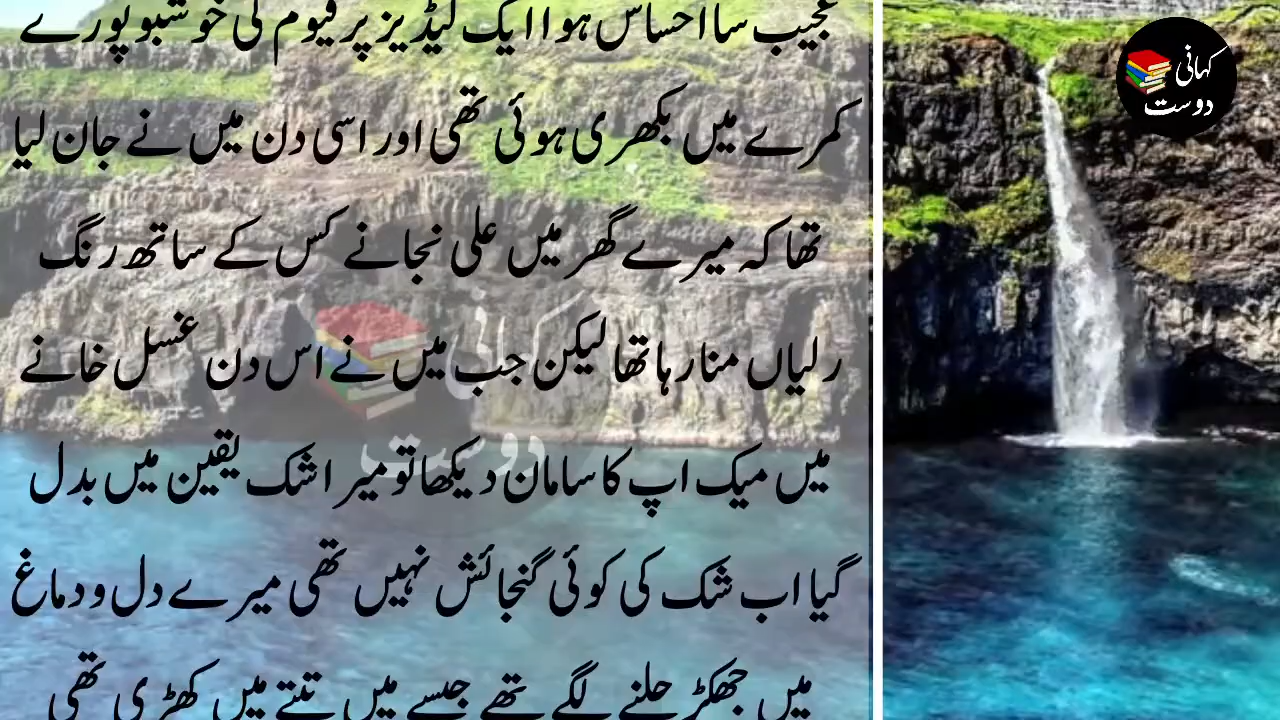 عجیب سا احساس ہوا ایک لیڈیز پرفیوم کی خوشبو پورے
کمرے میں بکھری ہوئی تھی اور اسی دن میں نے جان لیا
تھا کہ میرے گھر میں علی نجانے کس کے ساتھ رنگ
رلیاں منا رہا تھا لیکن جب میں نے اس دن غسل خانے
میں میک اپ کا سامان دیکھا تو میرا شک یقین میں بدل
گیا اب شک کی کوئی گنجائش نہیں تھی میرے دل و دماغ
میں جھکڑ چلنے لگے تھے جیسے میں تپتے میں کھڑی تھی
کہانی
دوست
کہانی
دوست